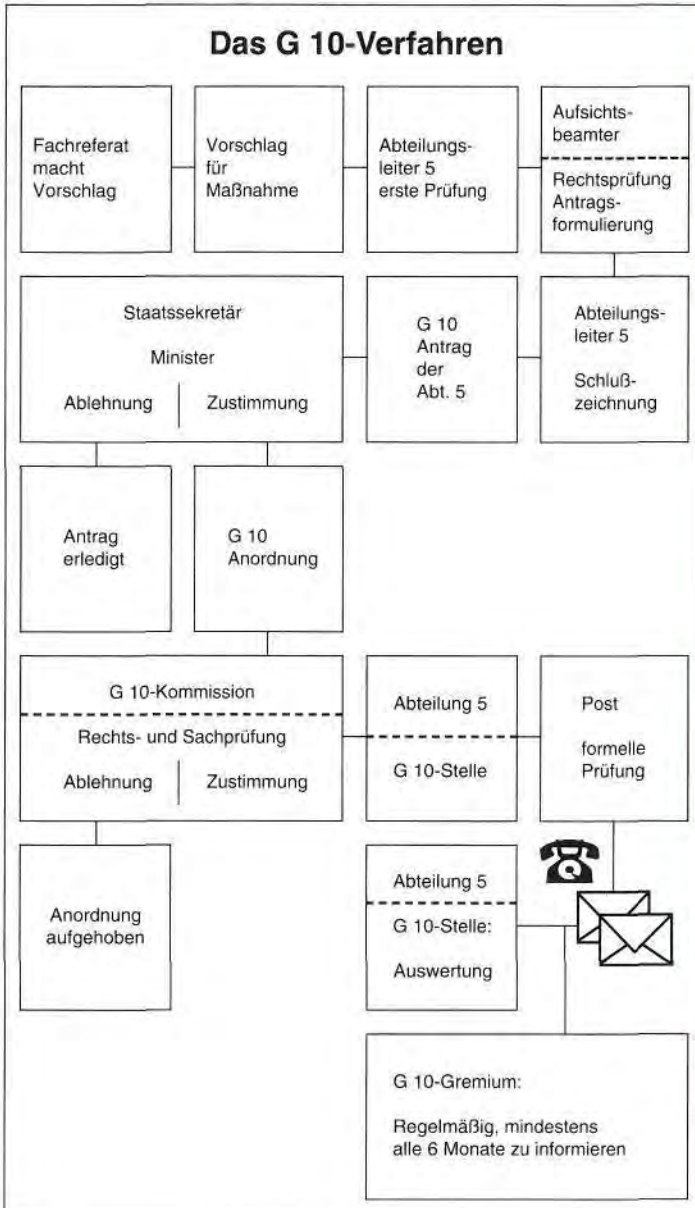 Das G 10-Verfahren
Fachreferat
macht
Vorschlag
Vorschlag
für
Maßnahme
Abteilungs-
leiter 5
erste Prüfung
Aufsichts-
beamter
Rechtsprüfung
Antrags-
formulierung
Staatssekretär
Minister
Ablehnung
Zustimmung
G 10
Antrag
der
Abt. 5
Abteilungs-
leiter 5
Schluß-
zeichnung
Antrag
erledigt
G 10
Anordnung
G 10-Kommission
Rechts- und Sachprüfung
Ablehnung
Zustimmung
Abteilung 5
G 10-Stelle
Post
formelle
Prüfung
Anordnung
aufgehoben
Abteilung 5
G 10-Stelle:
Auswertung
G 10-Gremium:
Regelmäßig, mindestens
alle 6 Monate zu informieren